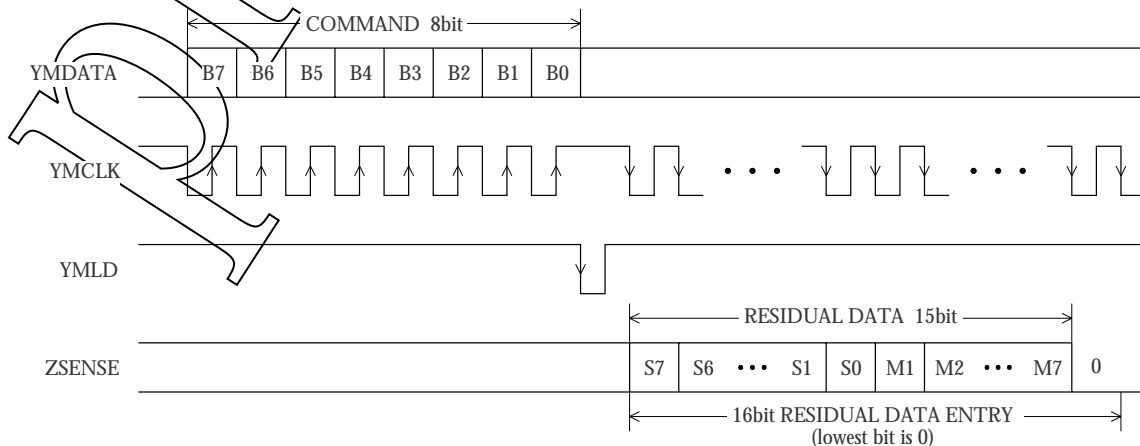 COMMAND 8bit
YMDATA B7 B6 B5 B4 B3 B2 B1 B0
YMCLK • • • • • •
YMLD
RESIDUAL DATA 15bit
ZSENSE S7 S6 ••• S1 S0 M1 M2 ••• M7 0
16bit RESIDUAL DATA ENTRY
(lowest bit is 0)